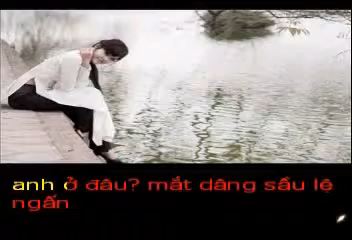 anh ở đâu? mắt dâng sầu lệ
ngấn